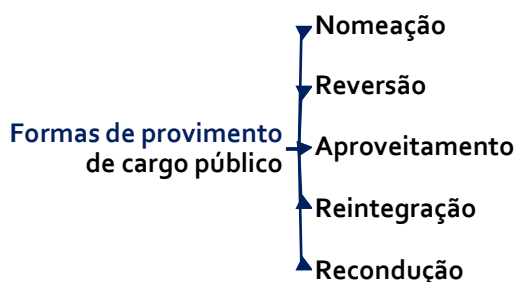 Formas de provimento
de cargo público
Nomeação
Reversão
Aproveitamento
Reintegração
Recondução